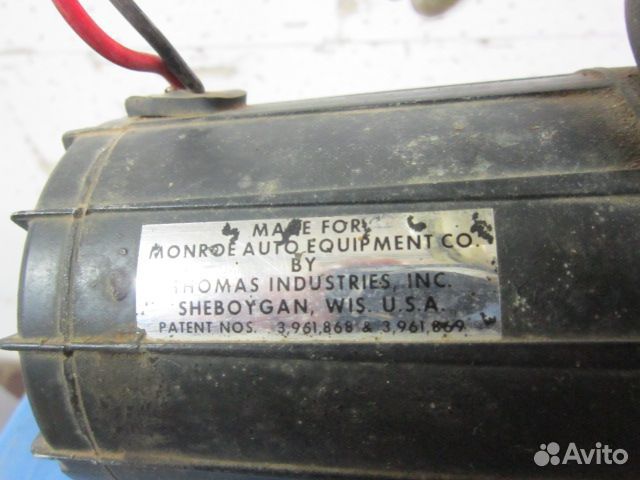 MADE FOR
MONROE AUTO EQUIPMENT CO.
BY
THOMAS INDUSTRIES, INC.
SHEBOYGAN, WIS. U.S.A.
PATENT NOS. 3,961,868 & 3,961,869
Avito